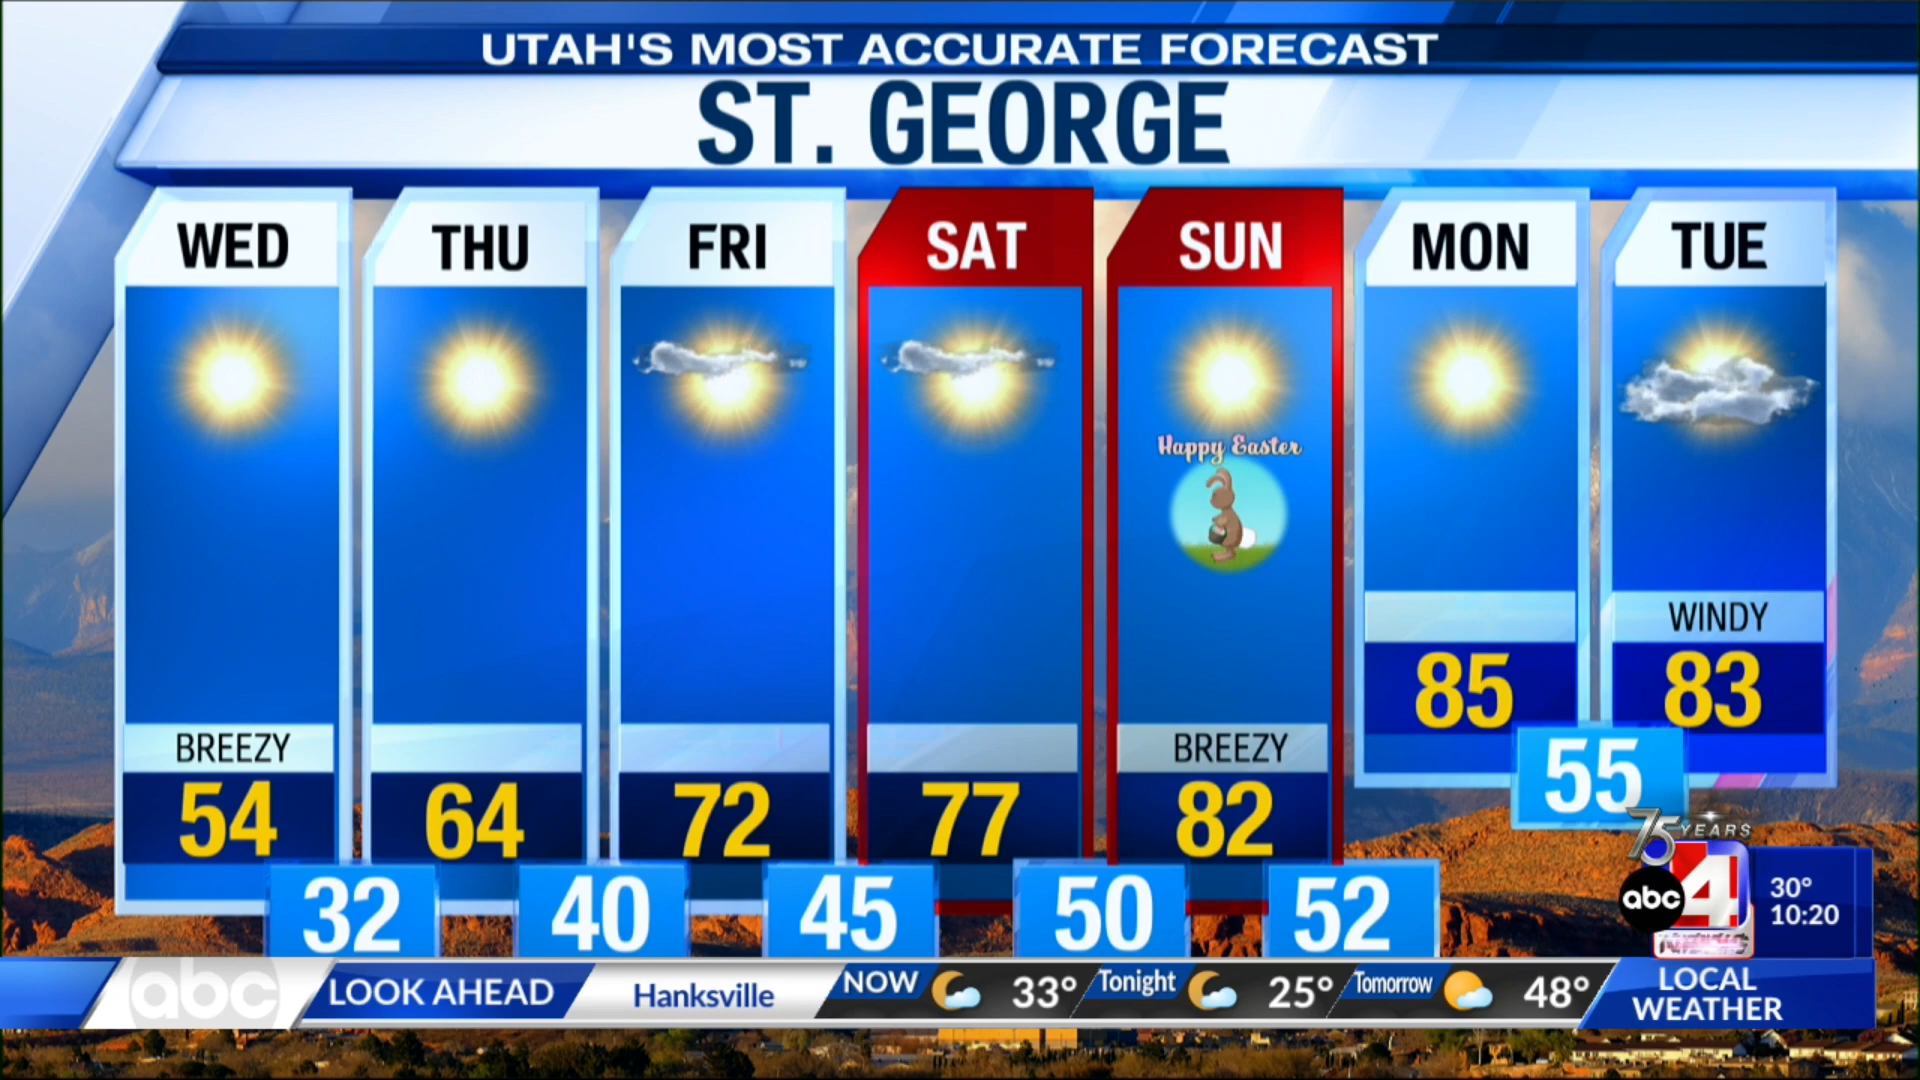 UTAH'S MOST ACCURATE FORECAST
ST. GEORGE
WED
THU
FRI
SAT
SUN
MON
TUE
Happy Easter
WINDY
85
83
BREEZY
BREEZY
54
64
72
77
82
55
32
40
45
50
52
75 YEARS
abc 4
30°
10:20
abc
LOOK AHEAD
Hanksville
NOW
33°
Tonight
25°
Tomorrow
48°
LOCAL
WEATHER